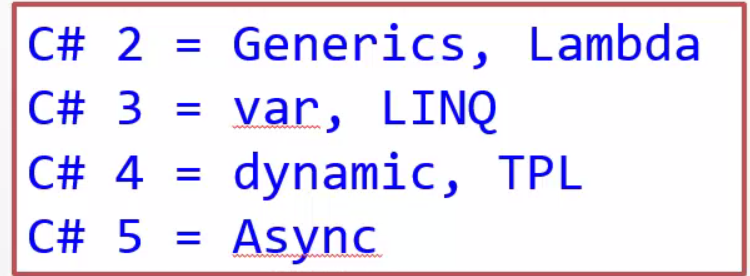 C# 2 = Generics, Lambda
C# 3 = var, LINQ
C# 4 = dynamic, TPL
C# 5 = Async